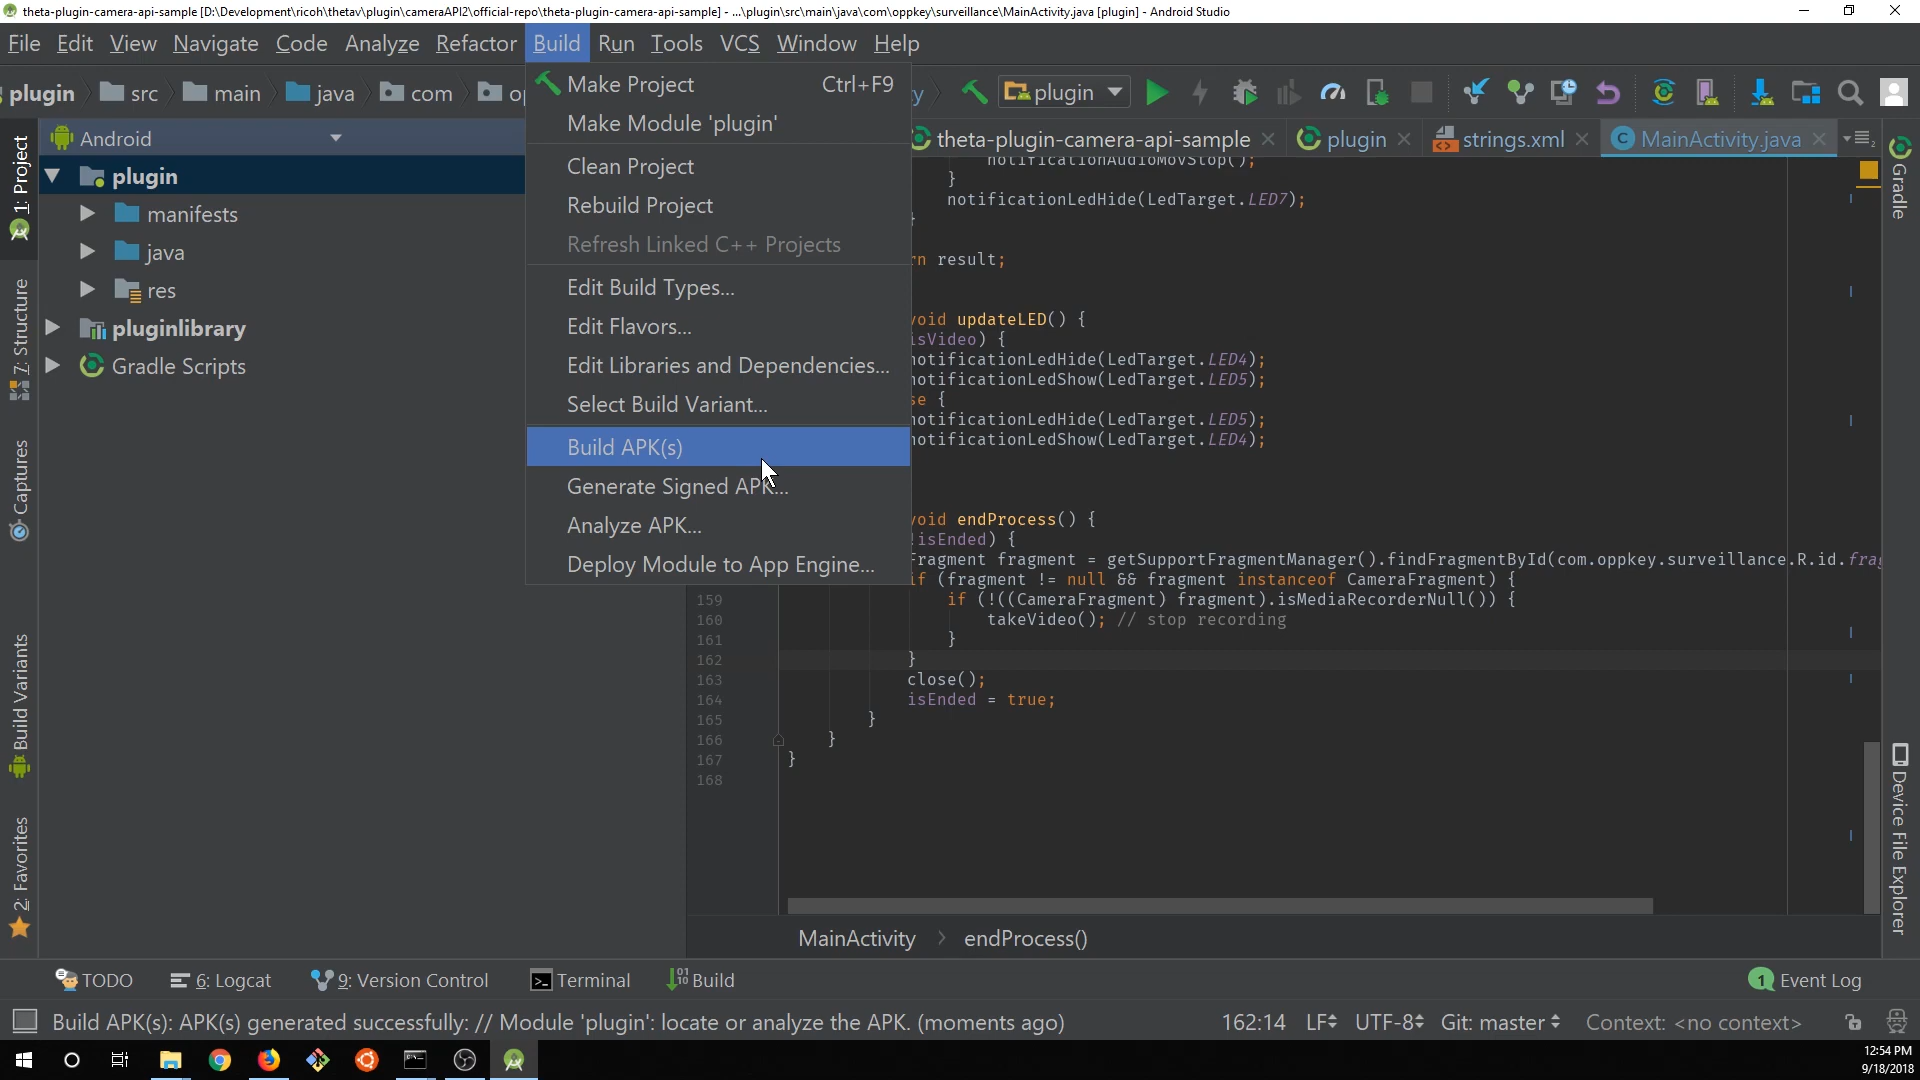 theta-plugin-camera-api-sample [D:\Development\ricoh\thetav\plugin\cameraAPI2\official-repo\theta-plugin-camera-api-sample] - ...\plugin\src\main\java\com\oppkey\surveillance\MainActivity.java [plugin] - Android Studio
File Edit View Navigate Code Analyze Refactor Build Run Tools VCS Window Help
plugin src main java com op y plugin
theta-plugin-camera-api-sample plugin strings.xml MainActivity.java
1: Project
7: Structure
Captures
Build Variants
2: Favorites
Android
plugin
manifests
java
res
pluginlibrary
Gradle Scripts
Make Project Ctrl+F9
Make Module 'plugin'
Clean Project
Rebuild Project
Refresh Linked C++ Projects
Edit Build Types...
Edit Flavors...
Edit Libraries and Dependencies...
Select Build Variant...
Build APK(s)
Generate Signed APK...
Analyze APK...
Deploy Module to App Engine...
notificationAudioMovStop();
}
notificationLedHide(LedTarget.LED7);
}
rn result;
void updateLED() {
isVideo) {
notificationLedHide(LedTarget.LED4);
notificationLedShow(LedTarget.LED5);
se {
notificationLedHide(LedTarget.LED5);
notificationLedShow(LedTarget.LED4);
void endProcess() {
!isEnded) {
Fragment fragment = getSupportFragmentManager().findFragmentById(com.oppkey.surveillance.R.id.frag
if (fragment != null && fragment instanceof CameraFragment) {
159 if (!((CameraFragment) fragment).isMediaRecorderNull()) {
160 takeVideo(); // stop recording
161 }
162 }
163 close();
164 isEnded = true;
165 }
166 }
167 }
168
Gradle
Device File Explorer
MainActivity endProcess()
TODO 6: Logcat 9: Version Control Terminal Build 1 Event Log
Build APK(s): APK(s) generated successfully: // Module 'plugin': locate or analyze the APK. (moments ago) 162:14 LF UTF-8 Git: master Context: <no context>
12:54 PM
9/18/2018